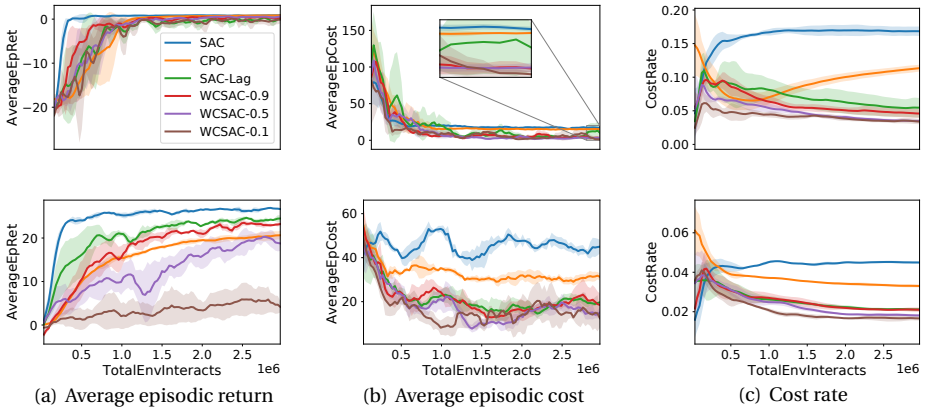 AverageEpRet
0
−10
−20
SAC
CPO
SAC-Lag
WCSAC-0.9
WCSAC-0.5
WCSAC-0.1
AverageEpCost
150
100
50
0
CostRate
0.20
0.15
0.10
0.05
0.00
AverageEpRet
20
10
0
0.5 1.0 1.5 2.0 2.5
1e6
TotalEnvInteracts
AverageEpCost
60
40
20
0.5 1.0 1.5 2.0 2.5
1e6
TotalEnvInteracts
CostRate
0.06
0.04
0.02
0.5 1.0 1.5 2.0 2.5
1e6
TotalEnvInteracts
(a) Average episodic return
(b) Average episodic cost
(c) Cost rate